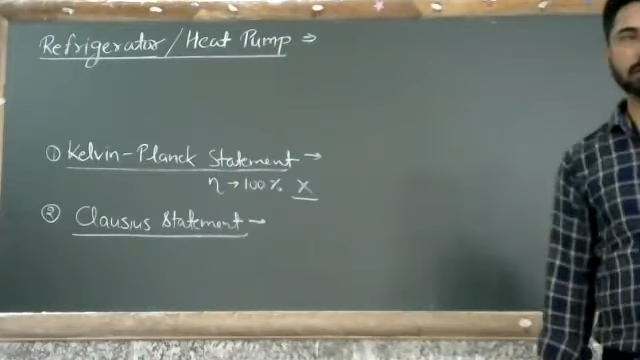 Refrigerator/Heat Pump ⇒
① Kelvin-Planck Statement →
η → 100% X
② Clausius Statement →